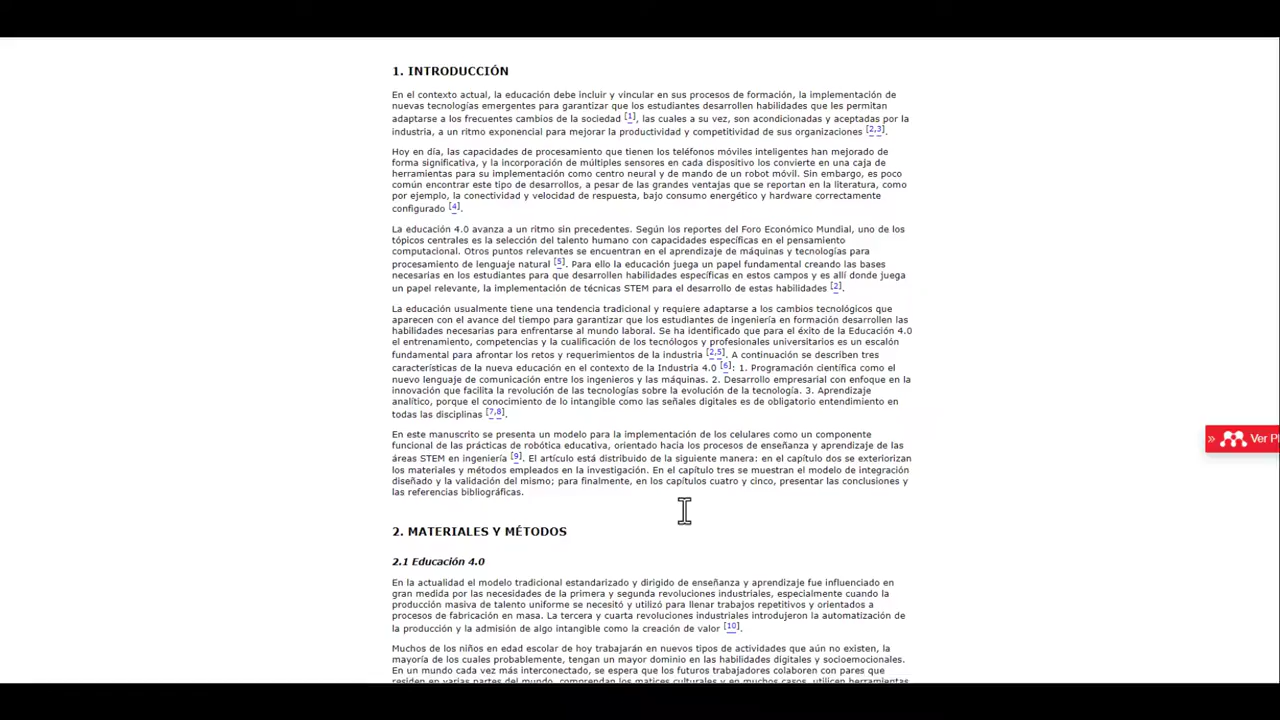 1. INTRODUCCIÓN
En el contexto actual, la educación debe incluir y vincular en sus procesos de formación, la implementación de
nuevas tecnologías emergentes para garantizar que los estudiantes desarrollen habilidades que les permitan
adaptarse a los frecuentes cambios de la sociedad [1], las cuales a su vez, son acondicionadas y aceptadas por la
industria, a un ritmo exponencial para mejorar la productividad y competitividad de sus organizaciones [2,3].
Hoy en día, las capacidades de procesamiento que tienen los teléfonos móviles inteligentes han mejorado de
forma significativa, y la incorporación de múltiples sensores en cada dispositivo los convierte en una caja de
herramientas para su implementación como centro neural y de mando de un robot móvil. Sin embargo, es poco
común encontrar este tipo de desarrollos, a pesar de las grandes ventajas que se reportan en la literatura, como
por ejemplo, la conectividad y velocidad de respuesta, bajo consumo energético y hardware correctamente
configurado [4].
La educación 4.0 avanza a un ritmo sin precedentes. Según los reportes del Foro Económico Mundial, uno de los
tópicos centrales es la selección del talento humano con capacidades específicas en el pensamiento
computacional. Otros puntos relevantes se encuentran en el aprendizaje de máquinas y tecnologías para
procesamiento de lenguaje natural [5]. Para ello la educación juega un papel fundamental creando las bases
necesarias en los estudiantes para que desarrollen habilidades específicas en estos campos y es allí donde juega
un papel relevante, la implementación de técnicas STEM para el desarrollo de estas habilidades [2].
La educación usualmente tiene una tendencia tradicional y requiere adaptarse a los cambios tecnológicos que
aparecen con el avance del tiempo para garantizar que los estudiantes de ingeniería en formación desarrollen las
habilidades necesarias para enfrentarse al mundo laboral. Se ha identificado que para el éxito de la Educación 4.0
el entrenamiento, competencias y la cualificación de los tecnólogos y profesionales universitarios es un escalón
fundamental para afrontar los retos y requerimientos de la industria [2,5]. A continuación se describen tres
características de la nueva educación en el contexto de la Industria 4.0 [6]: 1. Programación científica como el
nuevo lenguaje de comunicación entre los ingenieros y las máquinas. 2. Desarrollo empresarial con enfoque en la
innovación que facilita la revolución de las tecnologías sobre la evolución de la tecnología. 3. Aprendizaje
analítico, porque el conocimiento de lo intangible como las señales digitales es de obligatorio entendimiento en
todas las disciplinas [7,8].
En este manuscrito se presenta un modelo para la implementación de los celulares como un componente
funcional de las prácticas de robótica educativa, orientado hacia los procesos de enseñanza y aprendizaje de las
áreas STEM en ingeniería [9]. El artículo está distribuido de la siguiente manera: en el capítulo dos se exteriorizan
los materiales y métodos empleados en la investigación. En el capítulo tres se muestran el modelo de integración
diseñado y la validación del mismo; para finalmente, en los capítulos cuatro y cinco, presentar las conclusiones y
las referencias bibliográficas.
» Ver P
2. MATERIALES Y MÉTODOS
2.1 Educación 4.0
En la actualidad el modelo tradicional estandarizado y dirigido de enseñanza y aprendizaje fue influenciado en
gran medida por las necesidades de la primera y segunda revoluciones industriales, especialmente cuando la
producción masiva de talento uniforme se necesitó y utilizó para llenar trabajos repetitivos y orientados a
procesos de fabricación en masa. La tercera y cuarta revoluciones industriales introdujeron la automatización de
la producción y la admisión de algo intangible como la creación de valor [10].
Muchos de los niños en edad escolar de hoy trabajarán en nuevos tipos de actividades que aún no existen, la
mayoría de los cuales probablemente, tengan un mayor dominio en las habilidades digitales y socioemocionales.
En un mundo cada vez más interconectado, se espera que los futuros trabajadores colaboren con pares que
residen en varias partes del mundo, comprendan los matices culturales y en muchos casos, utilicen herramientas